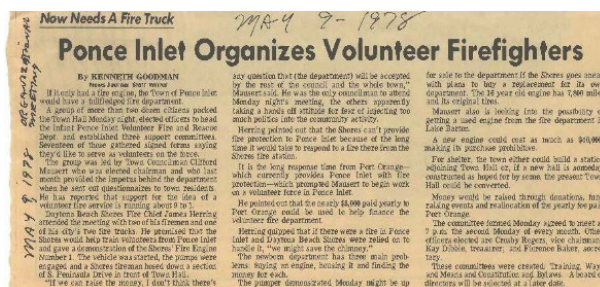 Now Needs A Fire Truck
MAY 9 - 1978
Ponce Inlet Organizes Volunteer Firefighters
MAY 9, 1978
ORGANIZATIONAL
MEETING
By KENNETH GOODMAN
If it only had a fire engine, the Town of Ponce Inlet
would have a fullfledged fire department.
A group of more than two dozen citizens packed
the Town Hall Monday night, elected officers to head
the infant Ponce Inlet Volunteer Fire and Rescue
Dept. and established three support committees.
Seventeen of those gathered signed forms saying
they'd like to serve as volunteers on the force.
The group was led by Town Councilman Clifford
Mausert who was elected chairman and who last
month provided the impetus behind the department
when he sent out questionnaires to town residents.
He has reported that support for the idea of a
volunteer fire service is running about 9 to 1.
Daytona Beach Shores Fire Chief James Herring
attended the meeting with two of his firemen and one
of his city's two fire trucks. He promised that the
Shores would help train volunteers from Ponce Inlet
and gave a demonstration of the Shores' Fire Engine
Number 1. The vehicle was started, the pumps were
engaged and a Shores fireman hosed down a section
of S. Peninsula Drive in front of Town Hall.
"If we can raise the money, I don't think there's
any question that (the department) will be accepted
by the rest of the council and the whole town,"
Mausert said. He was the only councilman to attend
Monday night's meeting, the others apparently
taking a hands off attitude for fear of injecting too
much politics into the community activity.
Herring pointed out that the Shores can't provide
fire protection to Ponce Inlet because of the long
time it would take to respond to a fire there from the
Shores fire station.
It is the long response time from Port Orange—
which currently provides Ponce Inlet with fire
protection—which prompted Mausert to begin work
on a volunteer force in Ponce Inlet.
He pointed out that the nearly $8,000 paid yearly to
Port Orange could be used to help finance the
volunteer fire department.
Herring quipped that if there were a fire in Ponce
Inlet and Daytona Beach Shores were relied on to
handle it, "we might save the chimney."
The newborn department has three main prob-
lems: buying an engine, housing it and finding the
money for each.
The pumper demonstrated Monday might be up
for sale to the department if the Shores goes ahead
with plans to buy a replacement for its own
department. The 14 year old engine has 7,800 miles
and its original tires.
Mausert also is looking into the possibility of
getting a used engine from the fire department in
Lake Barton.
A new engine could cost as much as
making its purchase prohibitive.
For shelter, the town either could build a station
adjoining Town Hall or, if a new hall is someday
constructed as hoped for by some, the present Town
Hall could be converted.
Money would be raised through donations, fund
raising events and reallocation of the yearly fee paid
Port Orange.
The committee formed Monday agreed to meet at
7 p.m. the second Monday of every month. Other
officers elected are Crosby Rogers, vice chairman;
Kay Dibble, treasurer; and Florence Baker, secre-
tary.
These committees were created: Training, Ways
and Means and Constitution and Bylaws. A board of
directors will be selected at a later date.